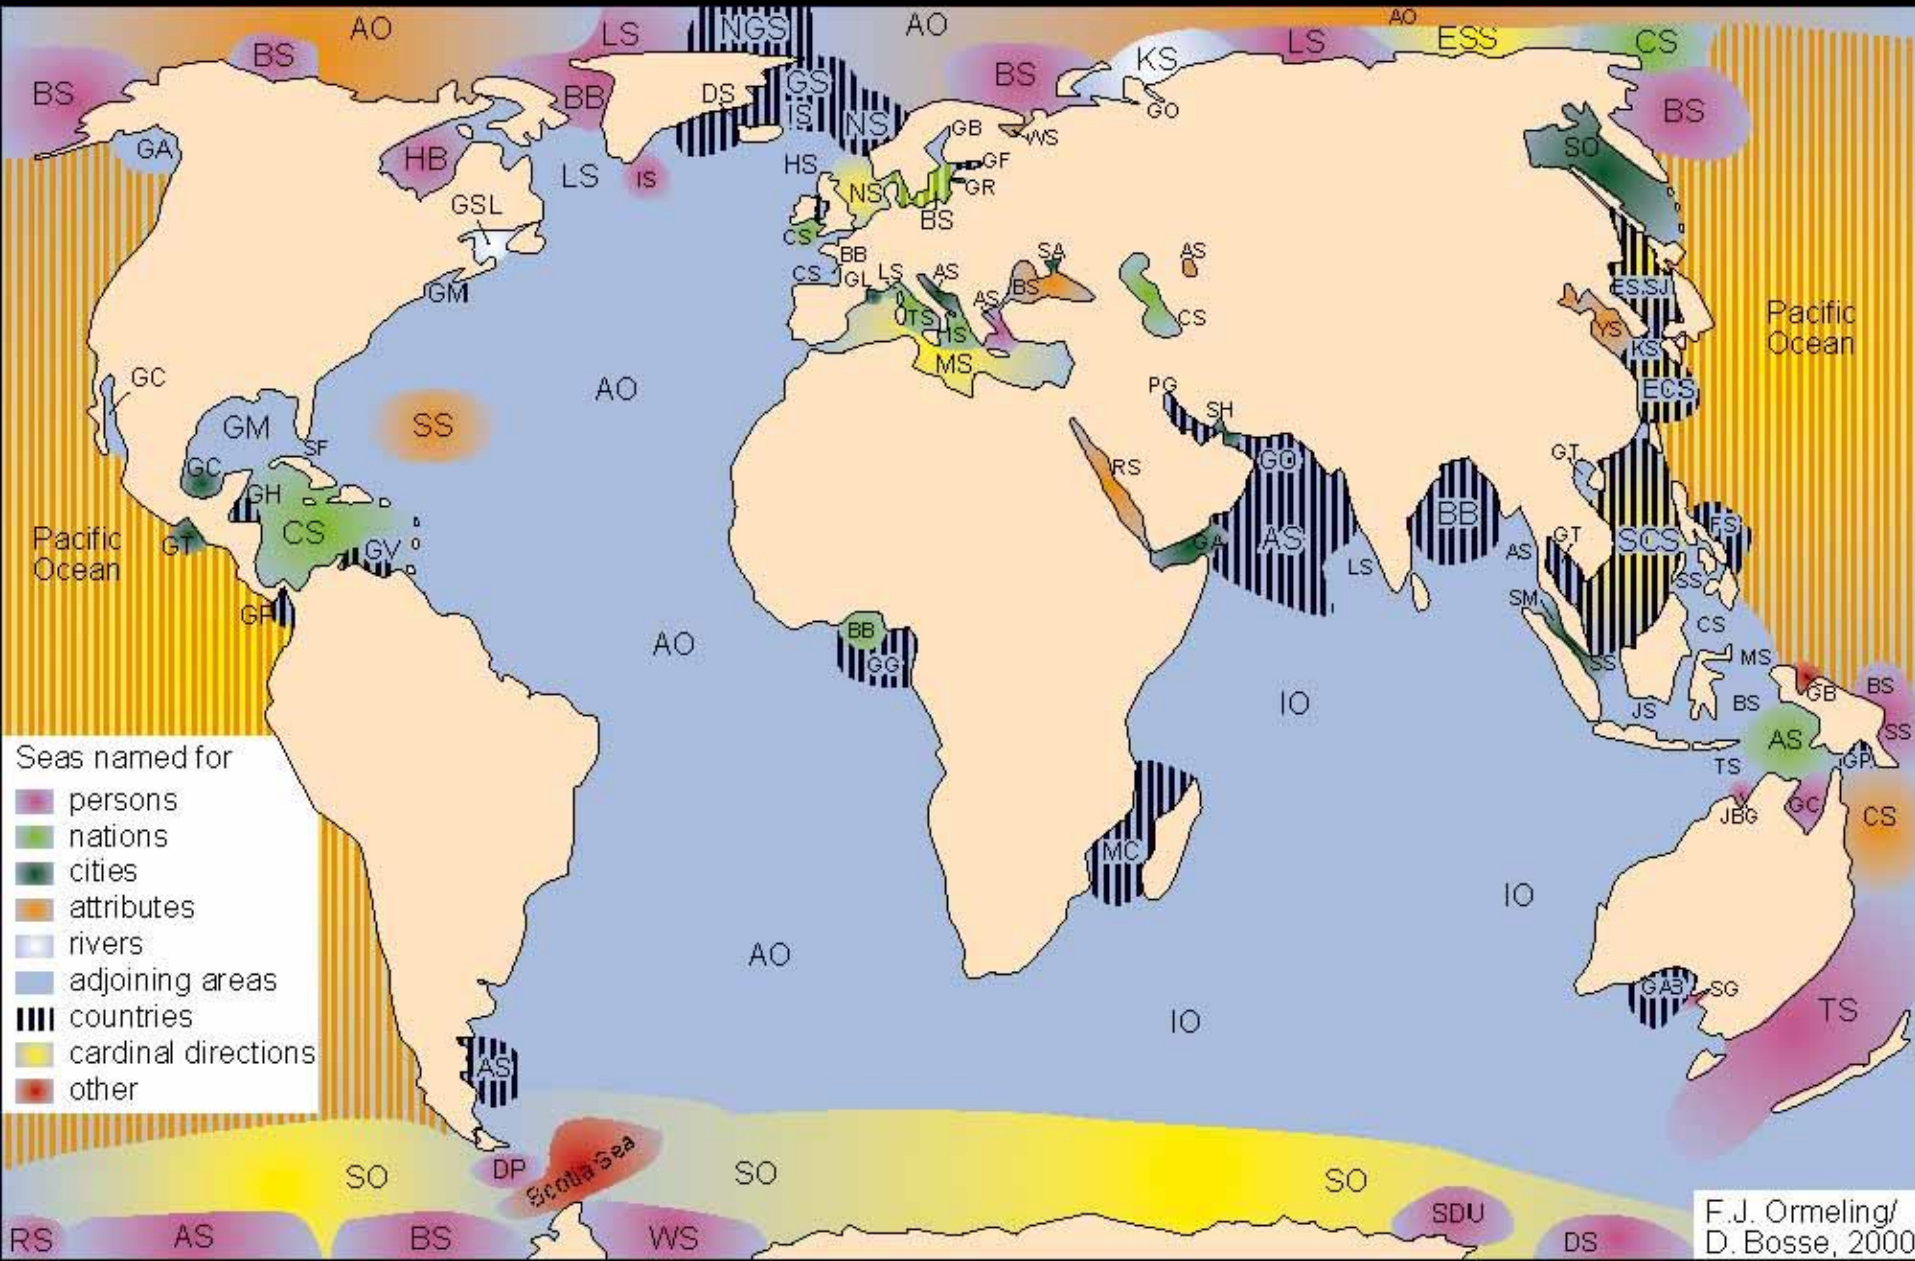 AO
LS
NGS
AO
AO
BS
BS
BB
DS
GS
IS
NS
BS
KS
LS
ESS
CS
BS
GO
WS
GB
GF
GR
GA
HB
LS
IS
HS
NS
BS
SO
GSL
CS
BB
GM
CS
GL
LS
AS
AS
BS
SA
AS
CS
TS
IS
MS
ES/SJ
YS
KS
ECS
Pacific
Ocean
GC
GM
SF
SS
AO
PG
SH
GC
GH
CS
GT
GV
GP
RS
GO
AS
GA
LS
BB
AS
GT
GT
SCS
PS
SS
SM
SS
CS
MS
Pacific
Ocean
AO
BB
GG
IO
JS
BS
GB
BS
SS
AS
TS
GP
JBG
GC
CS
MC
IO
AO
IO
GAB
SG
TS
AS
Seas named for
persons
nations
cities
attributes
rivers
adjoining areas
countries
cardinal directions
other
SO
DP
Scotia Sea
SO
SO
RS
AS
BS
WS
SDU
DS
F.J. Ormeling/
D. Bosse, 2000